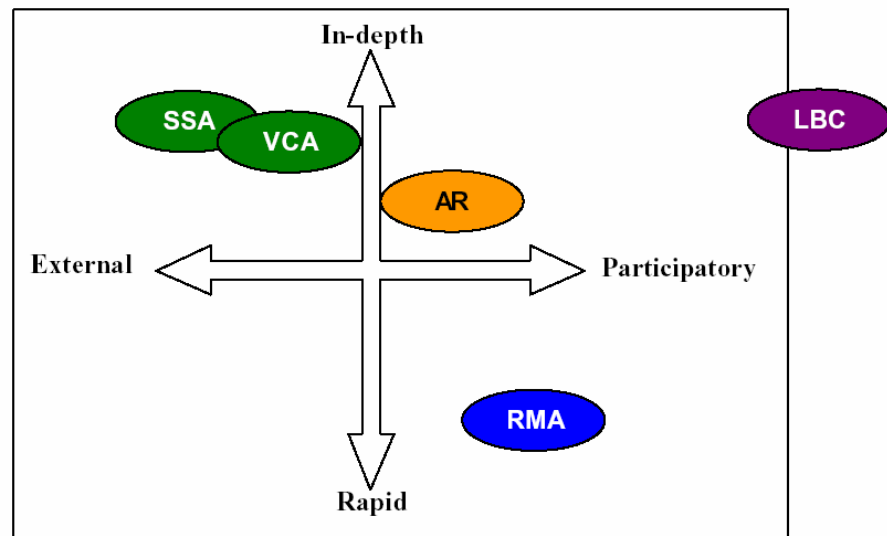 In-depth
SSA
VCA
LBC
AR
External
Participatory
RMA
Rapid